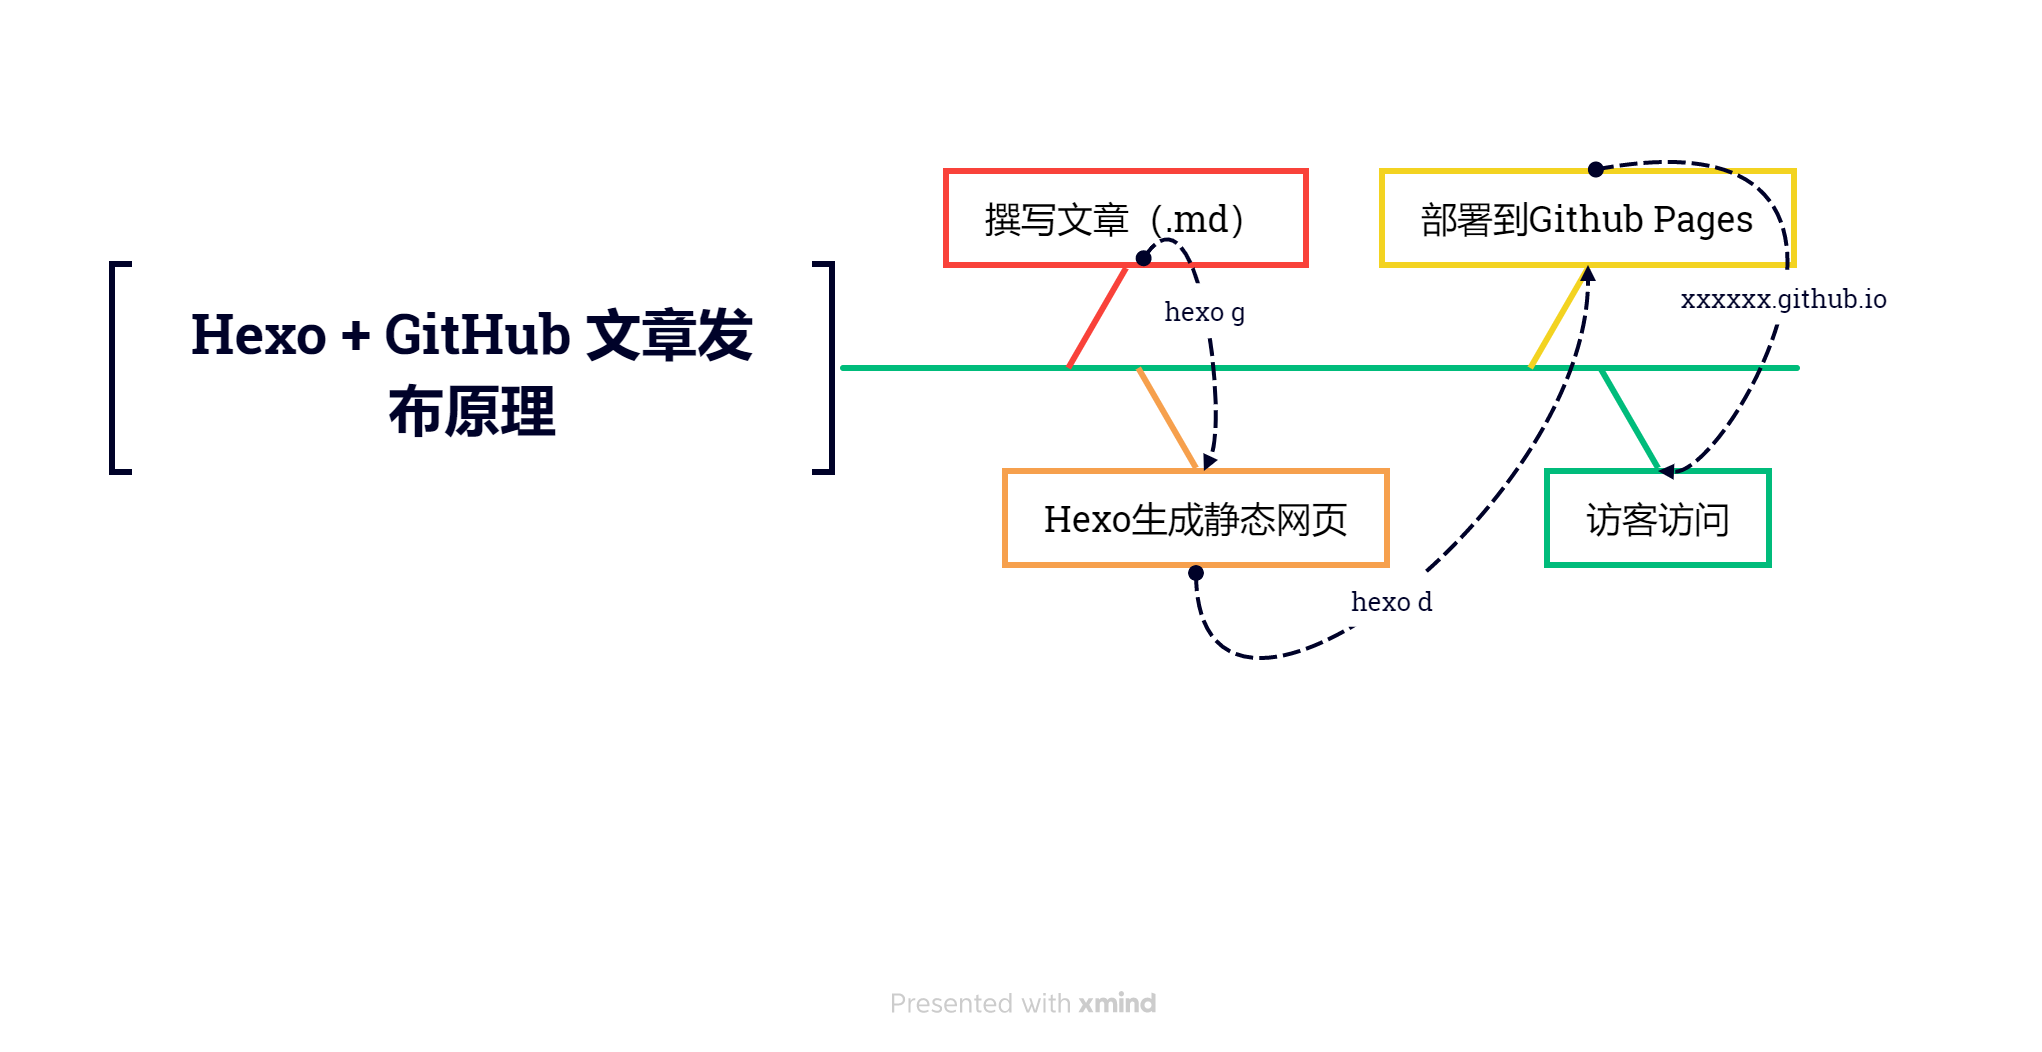 Hexo + GitHub 文章发
布原理
撰写文章（.md）
部署到Github Pages
hexo g
xxxxxx.github.io
Hexo生成静态网页
访客访问
hexo d
Presented with xmind